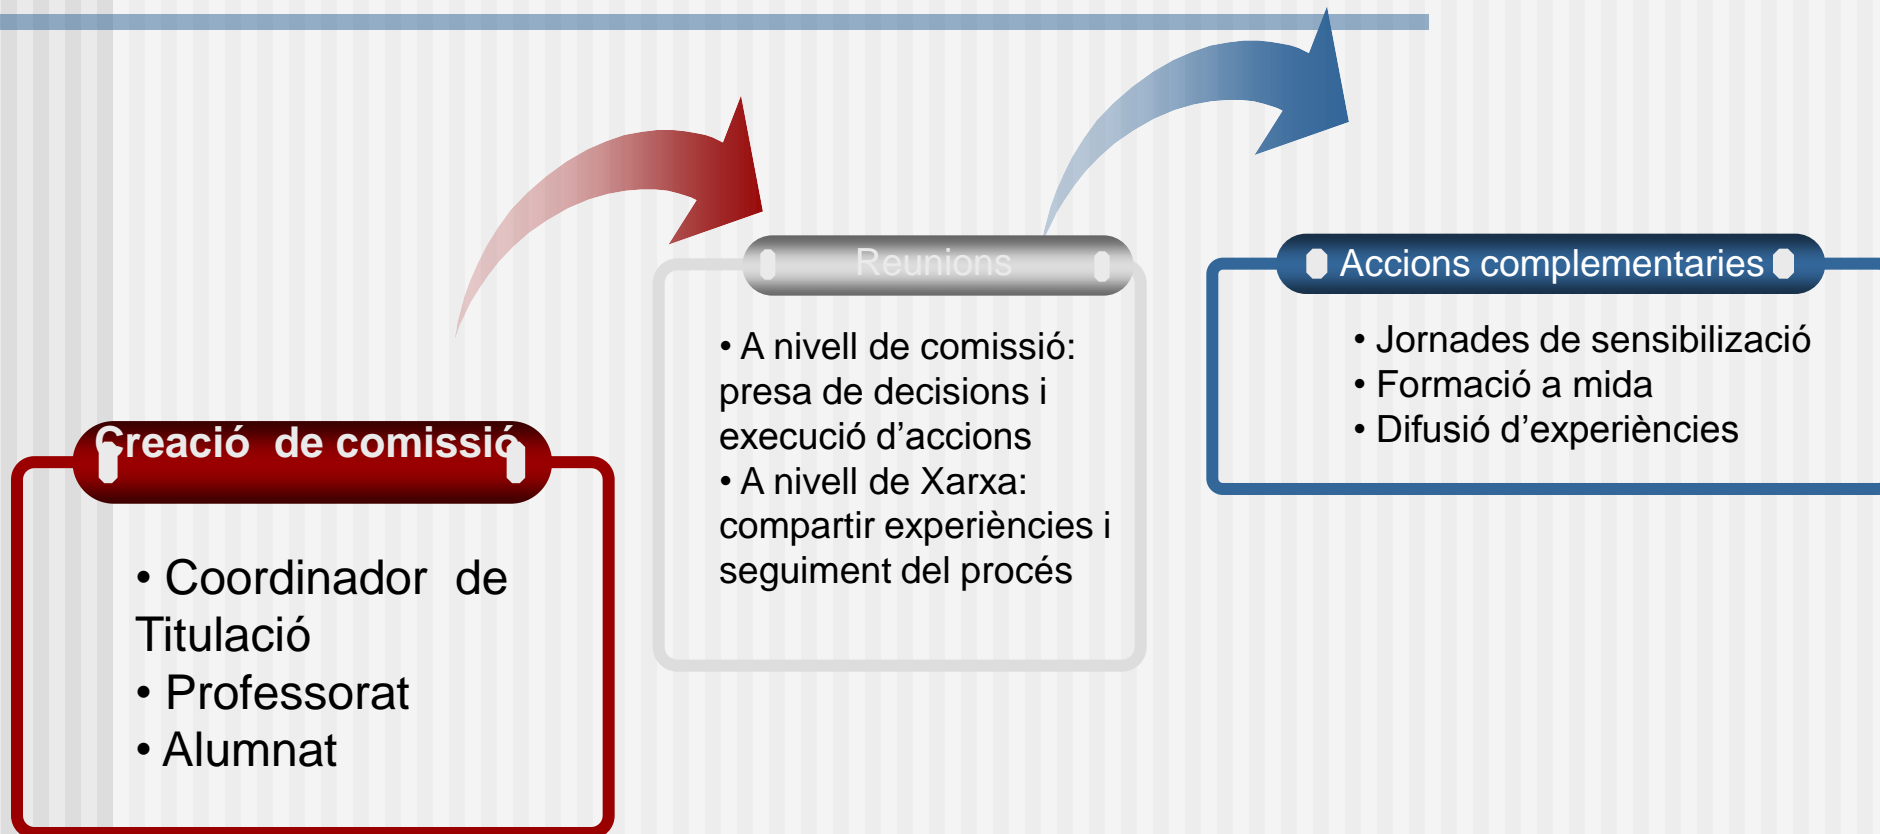 Creació de comissió
• Coordinador de
Titulació
• Professorat
• Alumnat
Reunions
• A nivell de comissió:
presa de decisions i
execució d’accions
• A nivell de Xarxa:
compartir experiències i
seguiment del procés
Accions complementaries
• Jornades de sensibilizació
• Formació a mida
• Difusió d’experiències